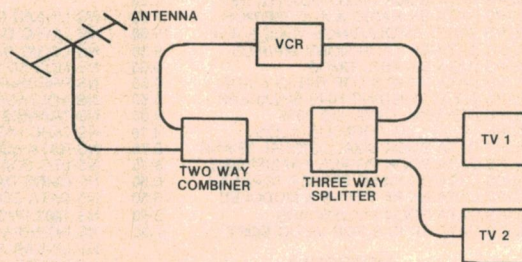 ANTENNA
VCR
TWO WAY
COMBINER
THREE WAY
SPLITTER
TV 1
TV 2